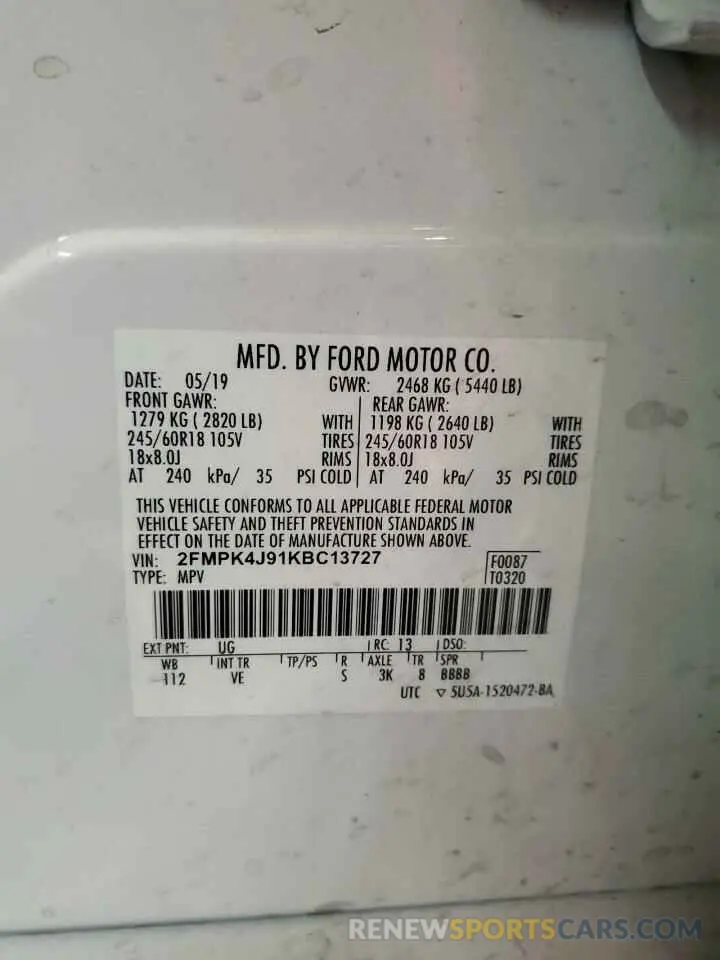 MFD. BY FORD MOTOR CO.
DATE: 05/19 GVWR: 2468 KG ( 5440 LB)
FRONT GAWR: REAR GAWR:
1279 KG ( 2820 LB) WITH 1198 KG ( 2640 LB) WITH
245/60R18 105V TIRES 245/60R18 105V TIRES
18x8.0J RIMS 18x8.0J RIMS
AT 240 kPa/ 35 PSI COLD AT 240 kPa/ 35 PSI COLD
THIS VEHICLE CONFORMS TO ALL APPLICABLE FEDERAL MOTOR
VEHICLE SAFETY AND THEFT PREVENTION STANDARDS IN
EFFECT ON THE DATE OF MANUFACTURE SHOWN ABOVE.
VIN: 2FMPK4J91KBC13727 F0087
TYPE: MPV T0320
EXT PNT: UG RC: 13 DSO:
WB INT TR TP/PS R AXLE TR SPR
112 VE S 3K 8 BBBB
UTC ▽ 5U5A-1520472-BA
RENEWSPORTSCARS.COM